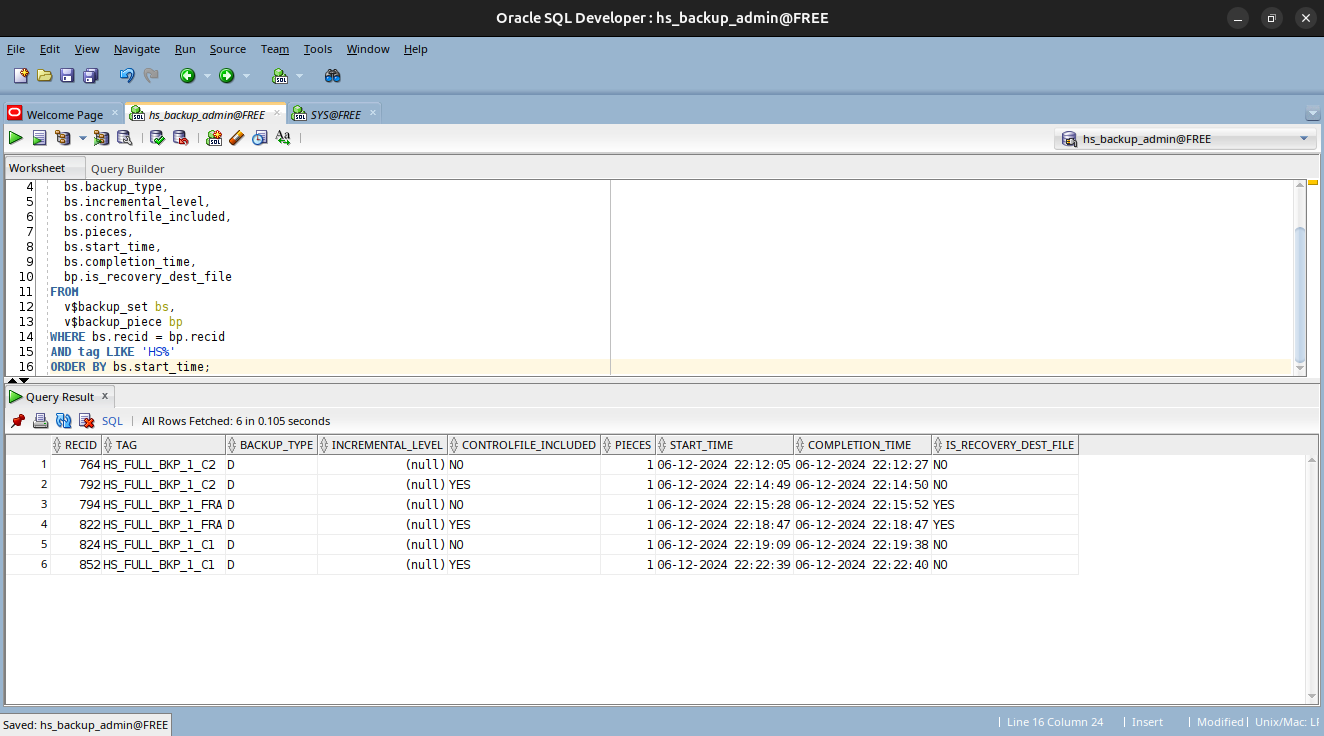 Oracle SQL Developer : hs_backup_admin@FREE
File Edit View Navigate Run Source Team Tools Window Help
Welcome Page hs_backup_admin@FREE SYS@FREE
hs_backup_admin@FREE
Worksheet Query Builder
4 bs.backup_type,
5 bs.incremental_level,
6 bs.controlfile_included,
7 bs.pieces,
8 bs.start_time,
9 bs.completion_time,
10 bp.is_recovery_dest_file
11 FROM
12 v$backup_set bs,
13 v$backup_piece bp
14 WHERE bs.recid = bp.recid
15 AND tag LIKE 'HS%'
16 ORDER BY bs.start_time;
Query Result x
SQL | All Rows Fetched: 6 in 0.105 seconds
RECID TAG BACKUP_TYPE INCREMENTAL_LEVEL CONTROLFILE_INCLUDED PIECES START_TIME COMPLETION_TIME IS_RECOVERY_DEST_FILE
1 764 HS_FULL_BKP_1_C2 D (null) NO 1 06-12-2024 22:12:05 06-12-2024 22:12:27 NO
2 792 HS_FULL_BKP_1_C2 D (null) YES 1 06-12-2024 22:14:49 06-12-2024 22:14:50 NO
3 794 HS_FULL_BKP_1_FRA D (null) NO 1 06-12-2024 22:15:28 06-12-2024 22:15:52 YES
4 822 HS_FULL_BKP_1_FRA D (null) YES 1 06-12-2024 22:18:47 06-12-2024 22:18:47 YES
5 824 HS_FULL_BKP_1_C1 D (null) NO 1 06-12-2024 22:19:09 06-12-2024 22:19:38 NO
6 852 HS_FULL_BKP_1_C1 D (null) YES 1 06-12-2024 22:22:39 06-12-2024 22:22:40 NO
Saved: hs_backup_admin@FREE | Line 16 Column 24 | Insert | Modified | Unix/Mac: LF